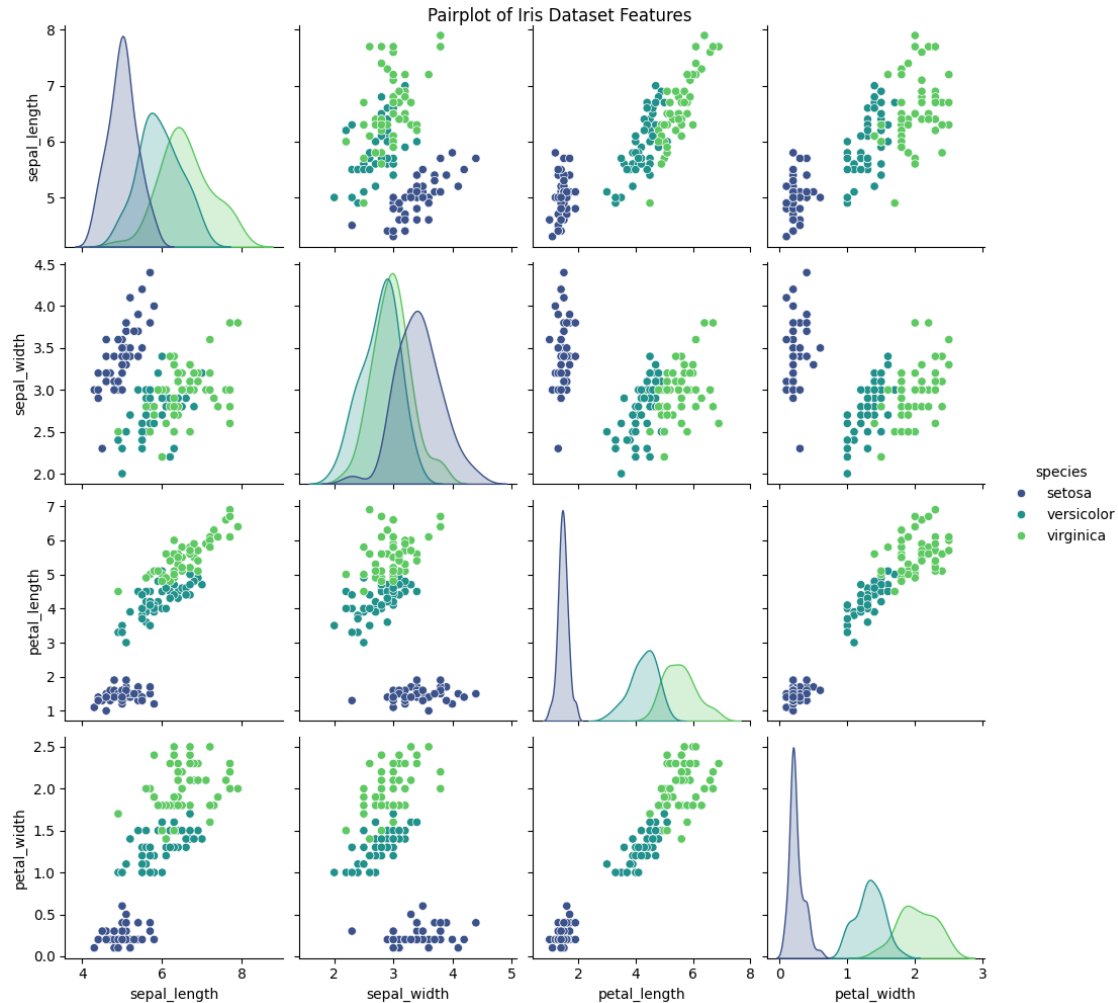 Pairplot of Iris Dataset Features
8
7
6
5
sepal_length
4.5
4.0
3.5
3.0
2.5
2.0
sepal_width
7
6
5
4
3
2
1
petal_length
2.5
2.0
1.5
1.0
0.5
0.0
petal_width
4 6 8
sepal_length
2 3 4 5
sepal_width
2 4 6 8
petal_length
0 1 2 3
petal_width
species
setosa
versicolor
virginica